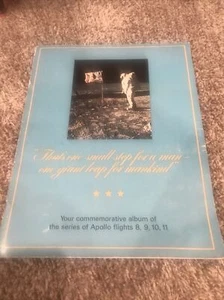 "That's one small step for a man -
one giant leap for mankind"
Your commemorative album of
the series of Apollo flights 8, 9, 10, 11